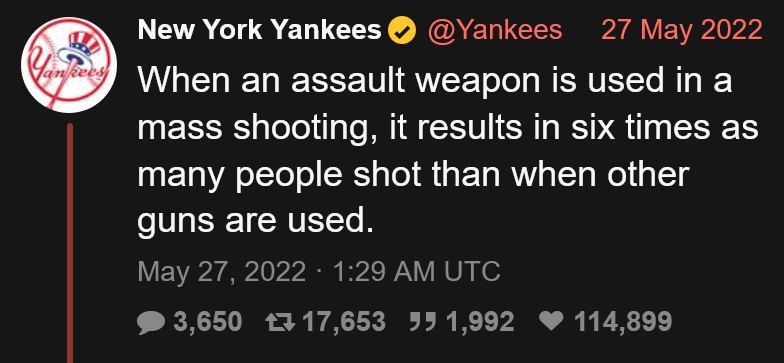 Yankees
New York Yankees @Yankees 27 May 2022
When an assault weapon is used in a
mass shooting, it results in six times as
many people shot than when other
guns are used.
May 27, 2022 · 1:29 AM UTC
3,650 17,653 1,992 114,899